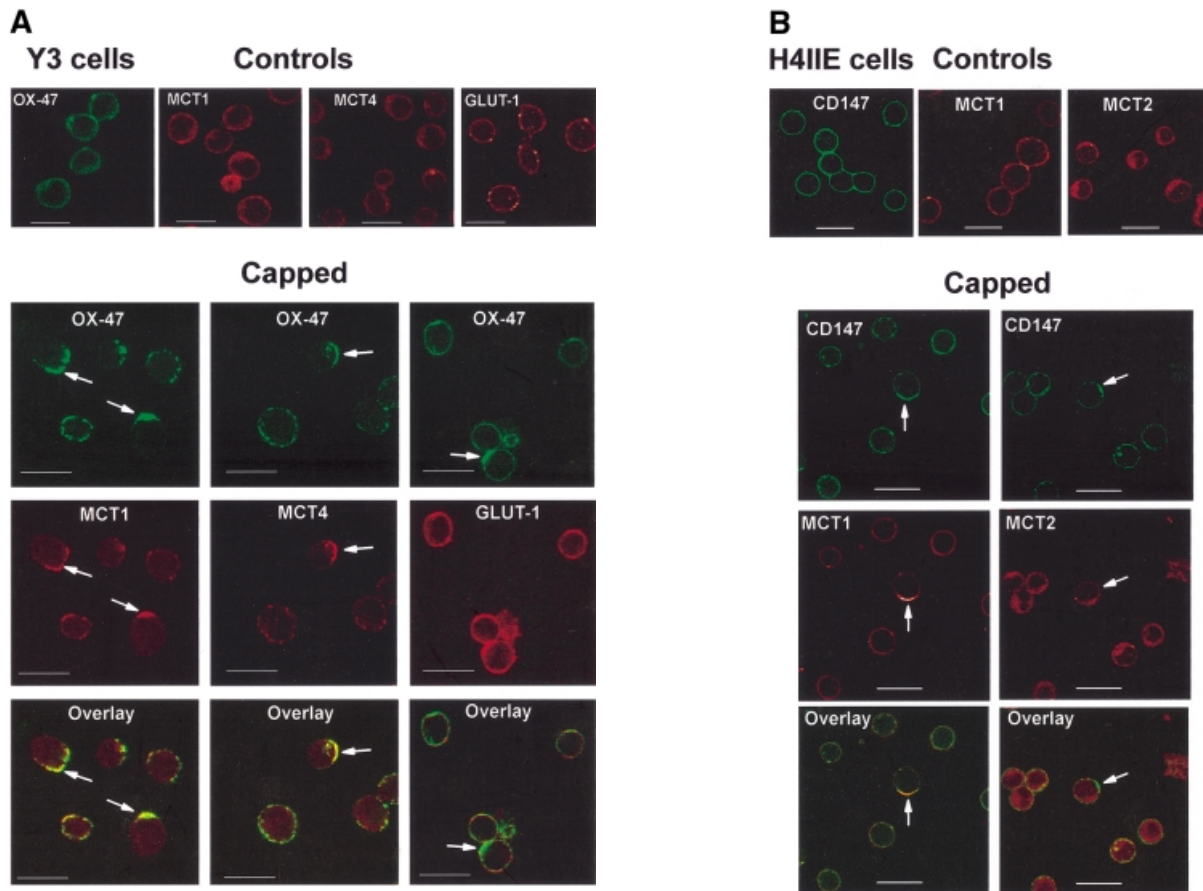 A
Y3 cells
Controls
OX-47
MCT1
MCT4
GLUT-1
Capped
OX-47
OX-47
OX-47
MCT1
MCT4
GLUT-1
Overlay
Overlay
Overlay
B
H4IIE cells
Controls
CD147
MCT1
MCT2
Capped
CD147
CD147
MCT1
MCT2
Overlay
Overlay